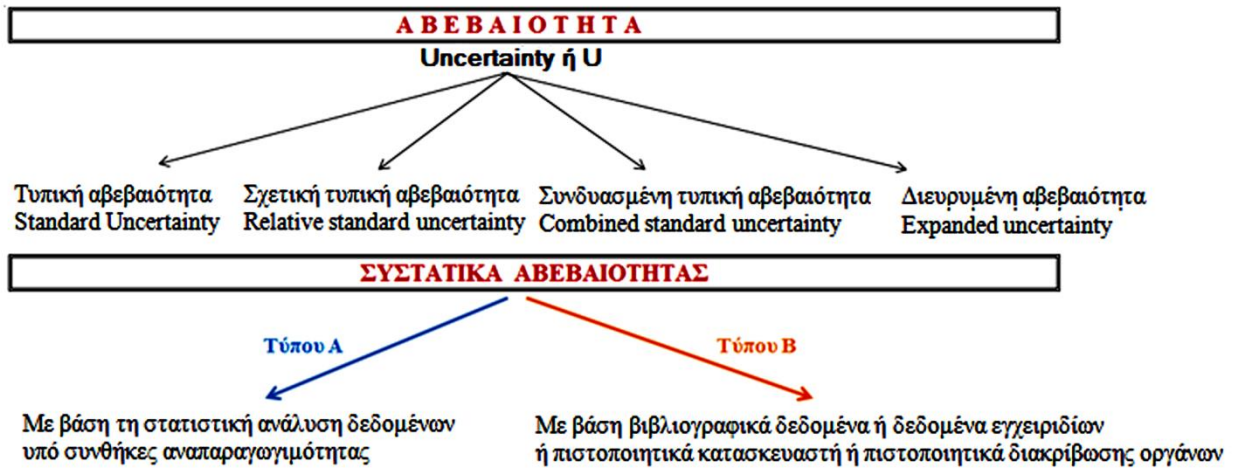 ΑΒΕΒΑΙΟΤΗΤΑ
Uncertainty ή U
Τυπική αβεβαιότητα
Standard Uncertainty
Σχετική τυπική αβεβαιότητα
Relative standard uncertainty
Συνδυασμένη τυπική αβεβαιότητα
Combined standard uncertainty
Διευρυμένη αβεβαιότητα
Expanded uncertainty
ΣΥΣΤΑΤΙΚΑ ΑΒΕΒΑΙΟΤΗΤΑΣ
Τύπου Α
Τύπου Β
Με βάση τη στατιστική ανάλυση δεδομένων
υπό συνθήκες αναπαραγωγιμότητας
Με βάση βιβλιογραφικά δεδομένα ή δεδομένα εγχειριδίων
ή πιστοποιητικά κατασκευαστή ή πιστοποιητικά διακρίβωσης οργάνων